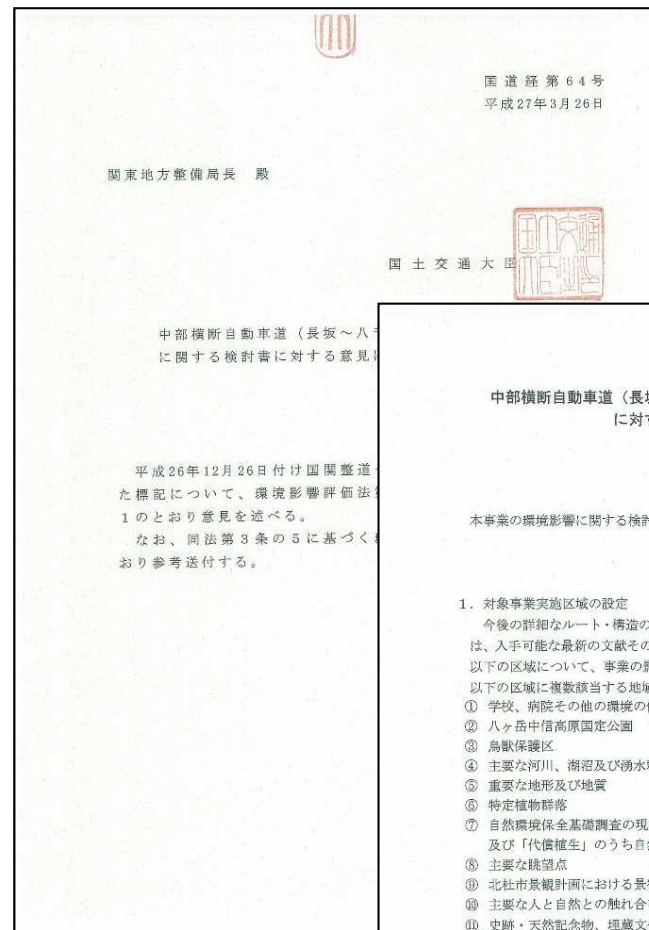 国道経第64号
平成27年3月26日
関東地方整備局長 殿
国土交通大臣
中部横断自動車道(長坂~八
に関する検討書に対する意見
平成26年12月26日付け国関整道
た標記について、環境影響評価法
1のとおり意見を述べる。
なお、同法第3条の5に基づく
おり参考送付する。
中部横断自動車道(長
に対
本事業の環境影響に関する検
1.対象事業実施区域の設定
今後の詳細なルート・構造の
は、入手可能な最新の文献その
以下の区域について、事業の
以下の区域に複数該当する地
① 学校、病院その他の環境の
② 八ヶ岳中信高原国定公園
③ 鳥獣保護区
④ 主要な河川、湖沼及び湧水
⑤ 重要な地形及び地質
⑥ 特定植物群落
⑦ 自然環境保全基礎調査の現
及び「代償植生」のうち自
⑧ 主要な眺望点
⑨ 北杜市景観計画における景
⑩ 主要な人と自然との触れ合
⑪ 史跡・天然記念物、埋蔵文